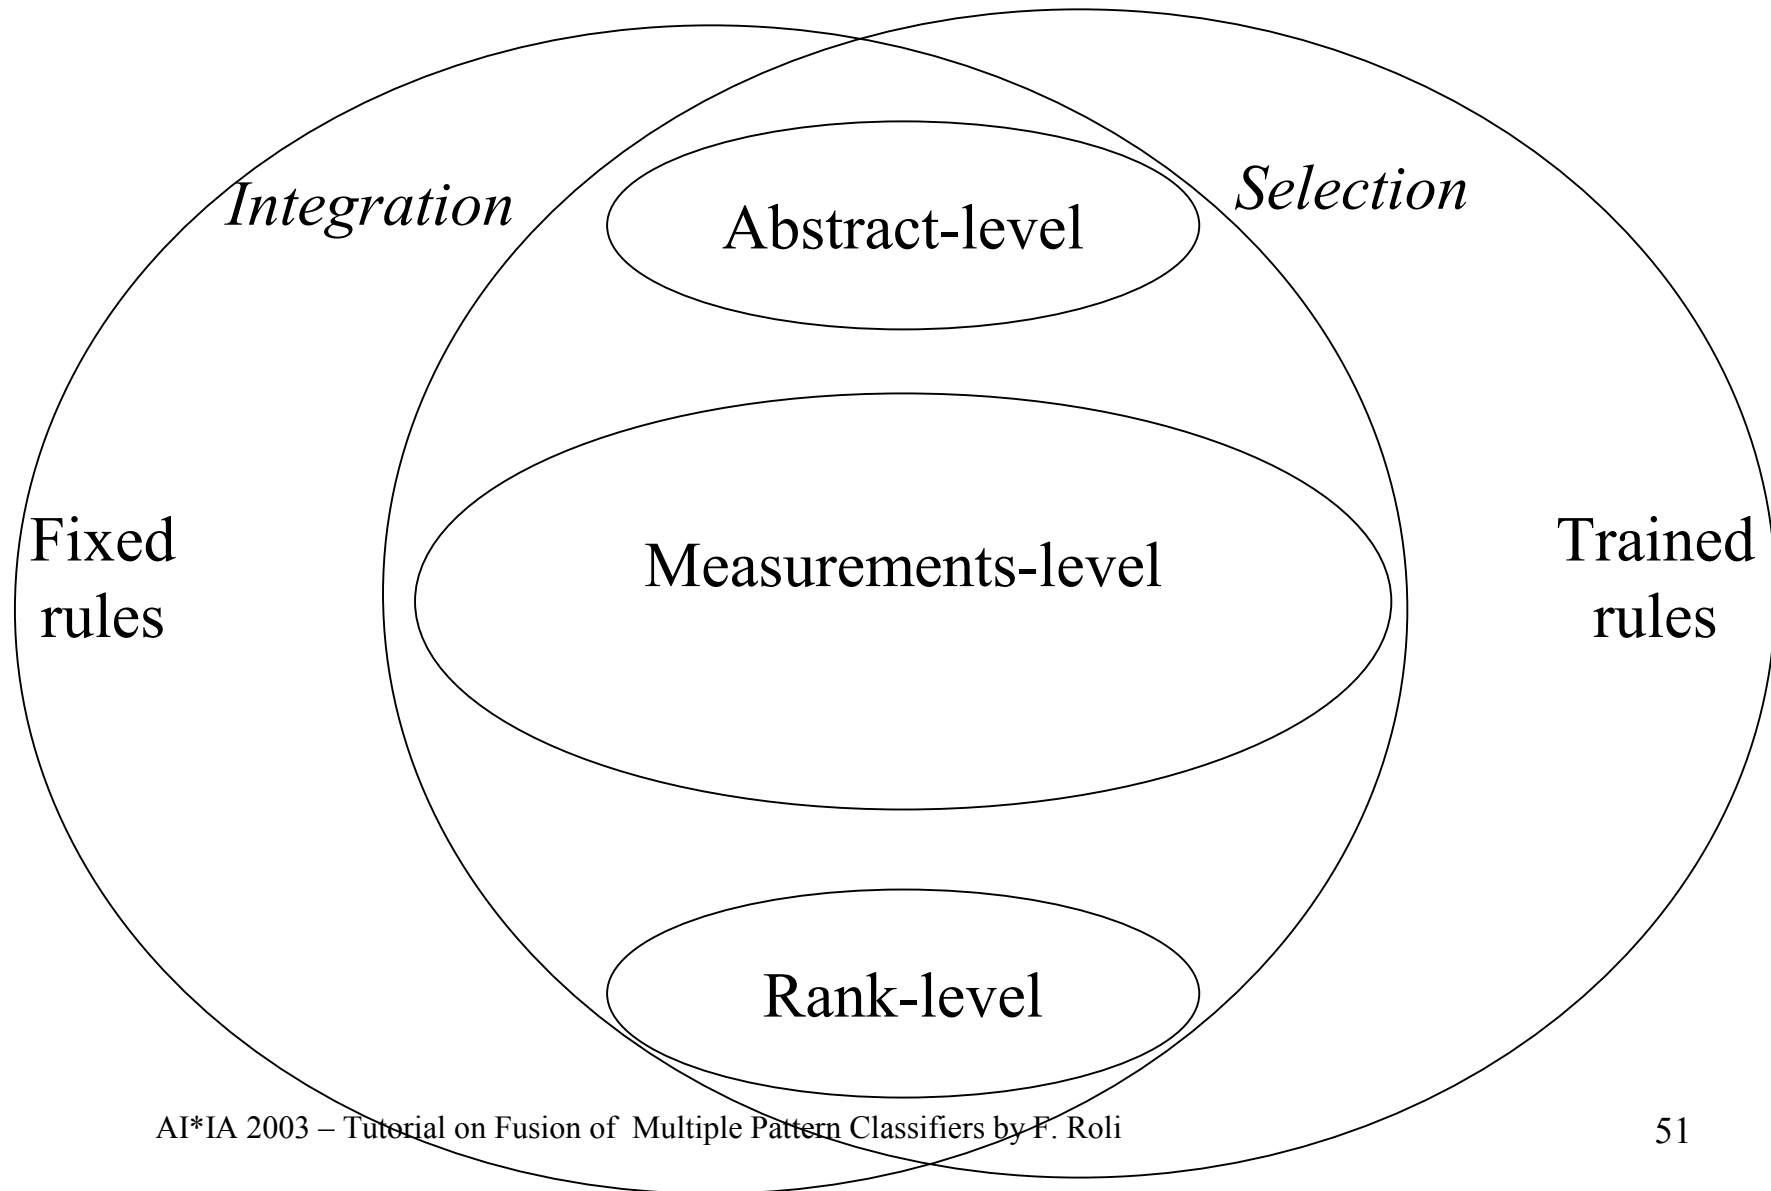 Integration
Selection
Abstract-level
Fixed
rules
Measurements-level
Trained
rules
Rank-level
AI*IA 2003 – Tutorial on Fusion of Multiple Pattern Classifiers by F. Roli
51